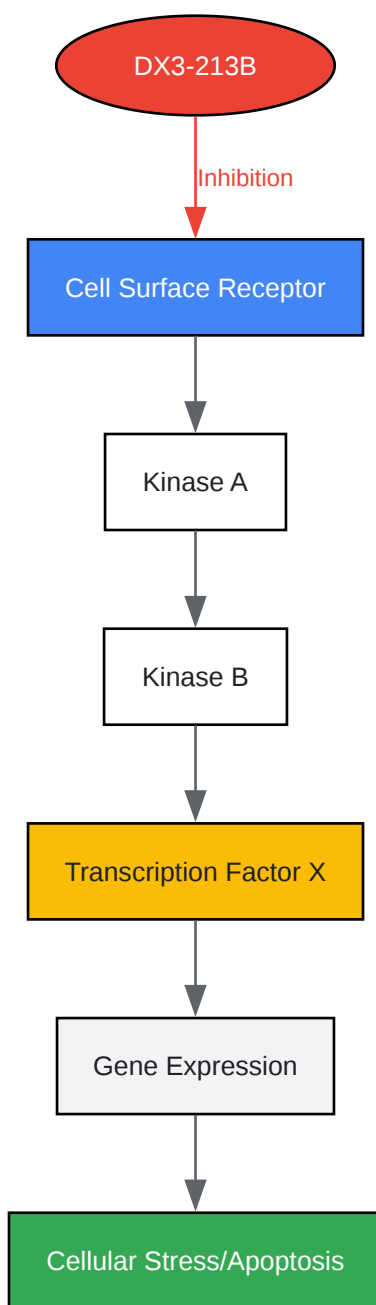 DX3-213B
Inhibition
Cell Surface Receptor
Kinase A
Kinase B
Transcription Factor X
Gene Expression
Cellular Stress/Apoptosis